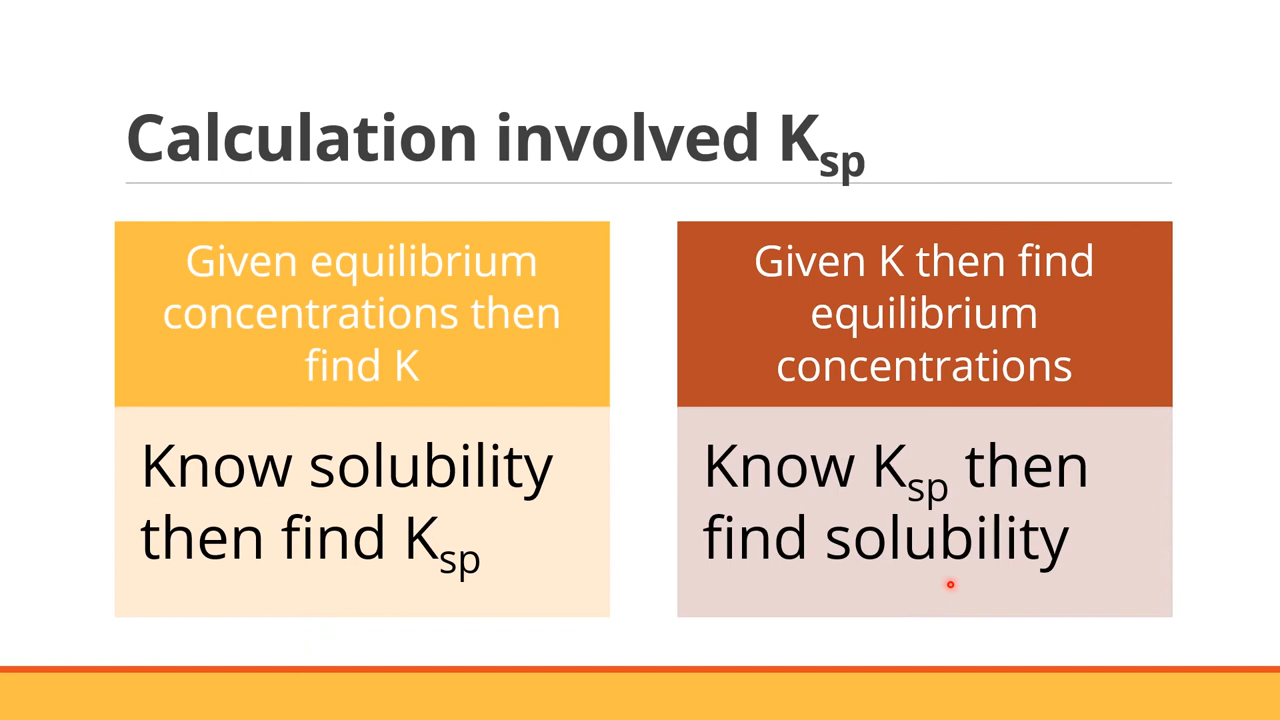 Calculation involved Ksp
Given equilibrium
concentrations then
find K
Know solubility
then find Ksp
Given K then find
equilibrium
concentrations
Know Ksp then
find solubility